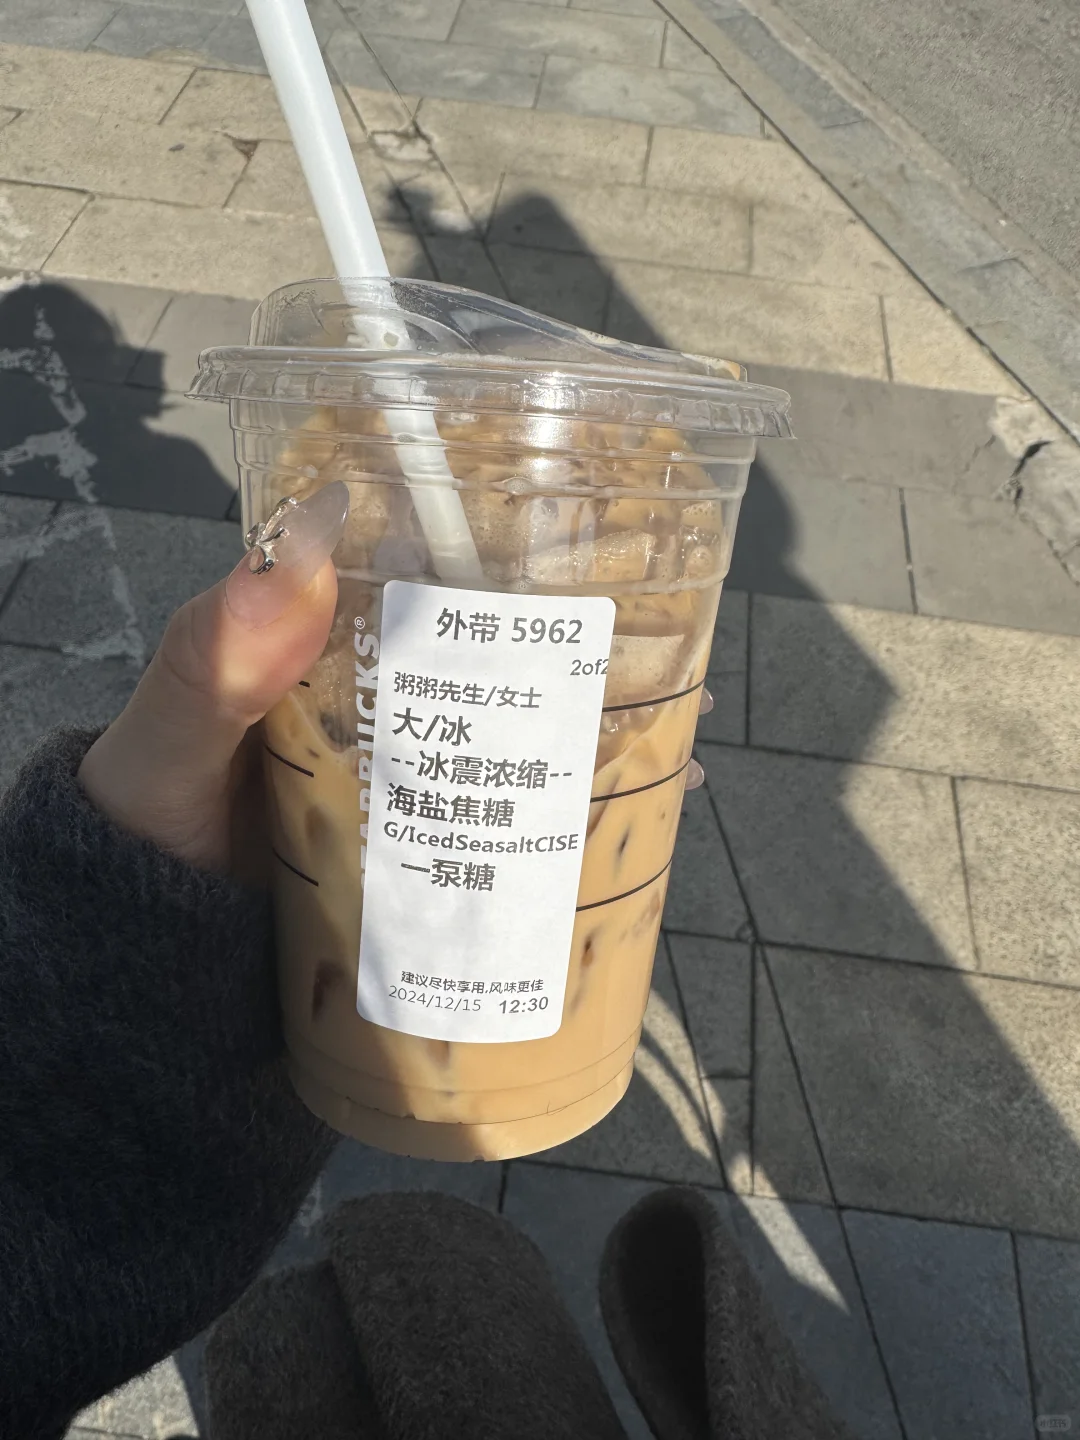 外带 5962
2of2
粥粥先生/女士
大/冰
--冰震浓缩--
海盐焦糖
G/IcedSeasaltCISE
一泵糖
建议尽快享用,风味更佳
2024/12/15 12:30
STARBUCKS®